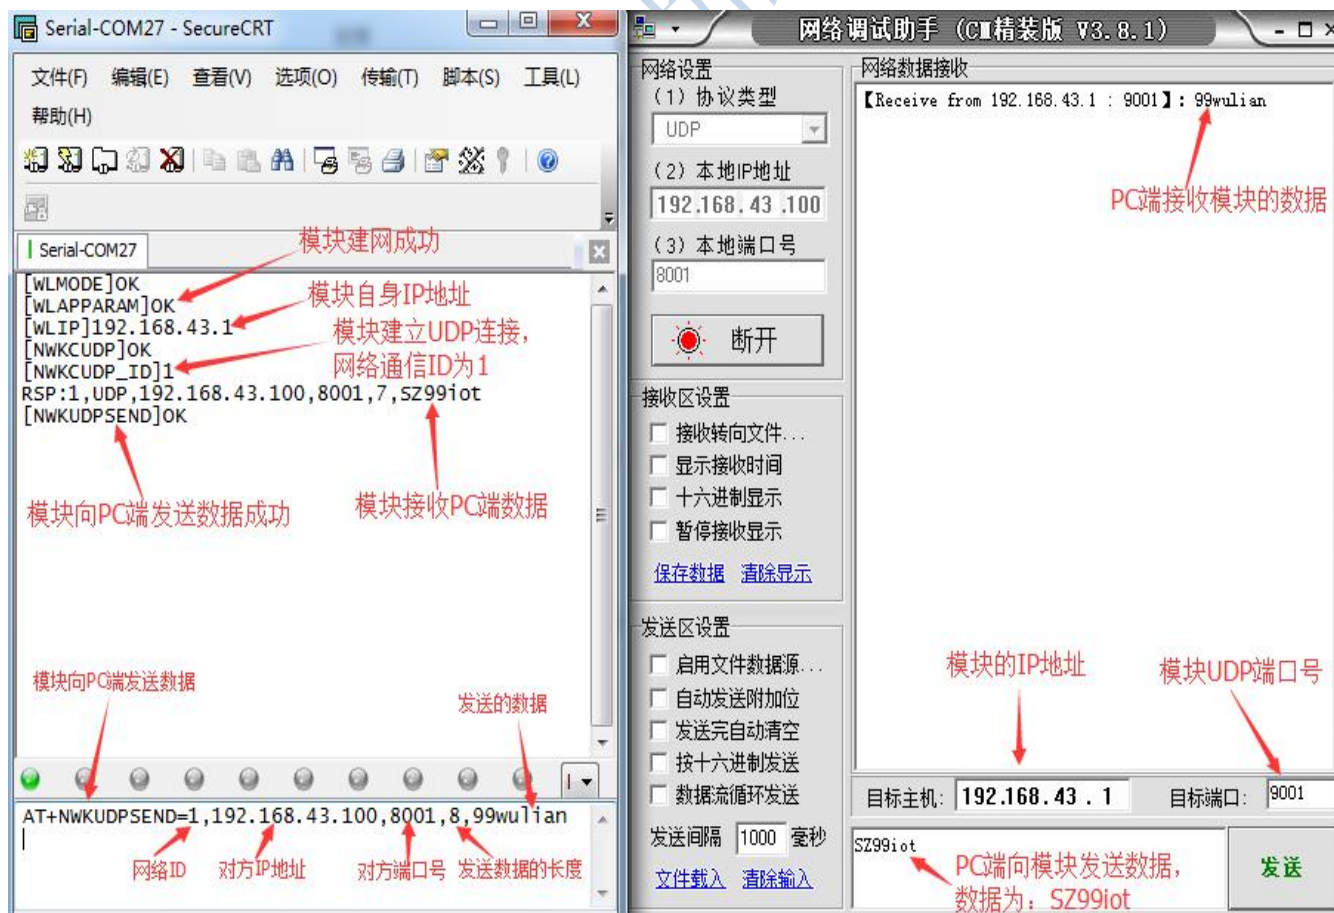 Serial-COM27 - SecureCRT
文件(F) 编辑(E) 查看(V) 选项(O) 传输(T) 脚本(S) 工具(L)
帮助(H)
Serial-COM27
模块建网成功
[WLMODE]OK
[WLAPPARAM]OK
模块自身IP地址
[WLIP]192.168.43.1
模块建立UDP连接，
[NWKCUDP]OK
网络通信ID为1
[NWKCUDP_ID]1
RSP:1,UDP,192.168.43.100,8001,7,SZ99iot
[NWKUDPSEND]OK
模块向PC端发送数据成功
模块接收PC端数据
模块向PC端发送数据
发送的数据
AT+NWKUDPSEND=1,192.168.43.100,8001,8,99wulian
网络ID 对方IP地址 对方端口号 发送数据的长度
网络调试助手 (C■精装版 V3.8.1)
网络设置
(1) 协议类型
UDP
(2) 本地IP地址
192.168. 43 .100
(3) 本地端口号
8001
断开
接收区设置
接收转向文件...
显示接收时间
十六进制显示
暂停接收显示
保存数据 清除显示
发送区设置
启用文件数据源...
自动发送附加位
发送完自动清空
按十六进制发送
数据流循环发送
发送间隔 1000 毫秒
文件载入 清除输入
网络数据接收
【Receive from 192.168.43.1 : 9001】: 99wulian
PC端接收模块的数据
模块的IP地址
模块UDP端口号
目标主机: 192.168. 43 . 1 目标端口: 9001
SZ99iot
PC端向模块发送数据，
数据为：SZ99iot
发送